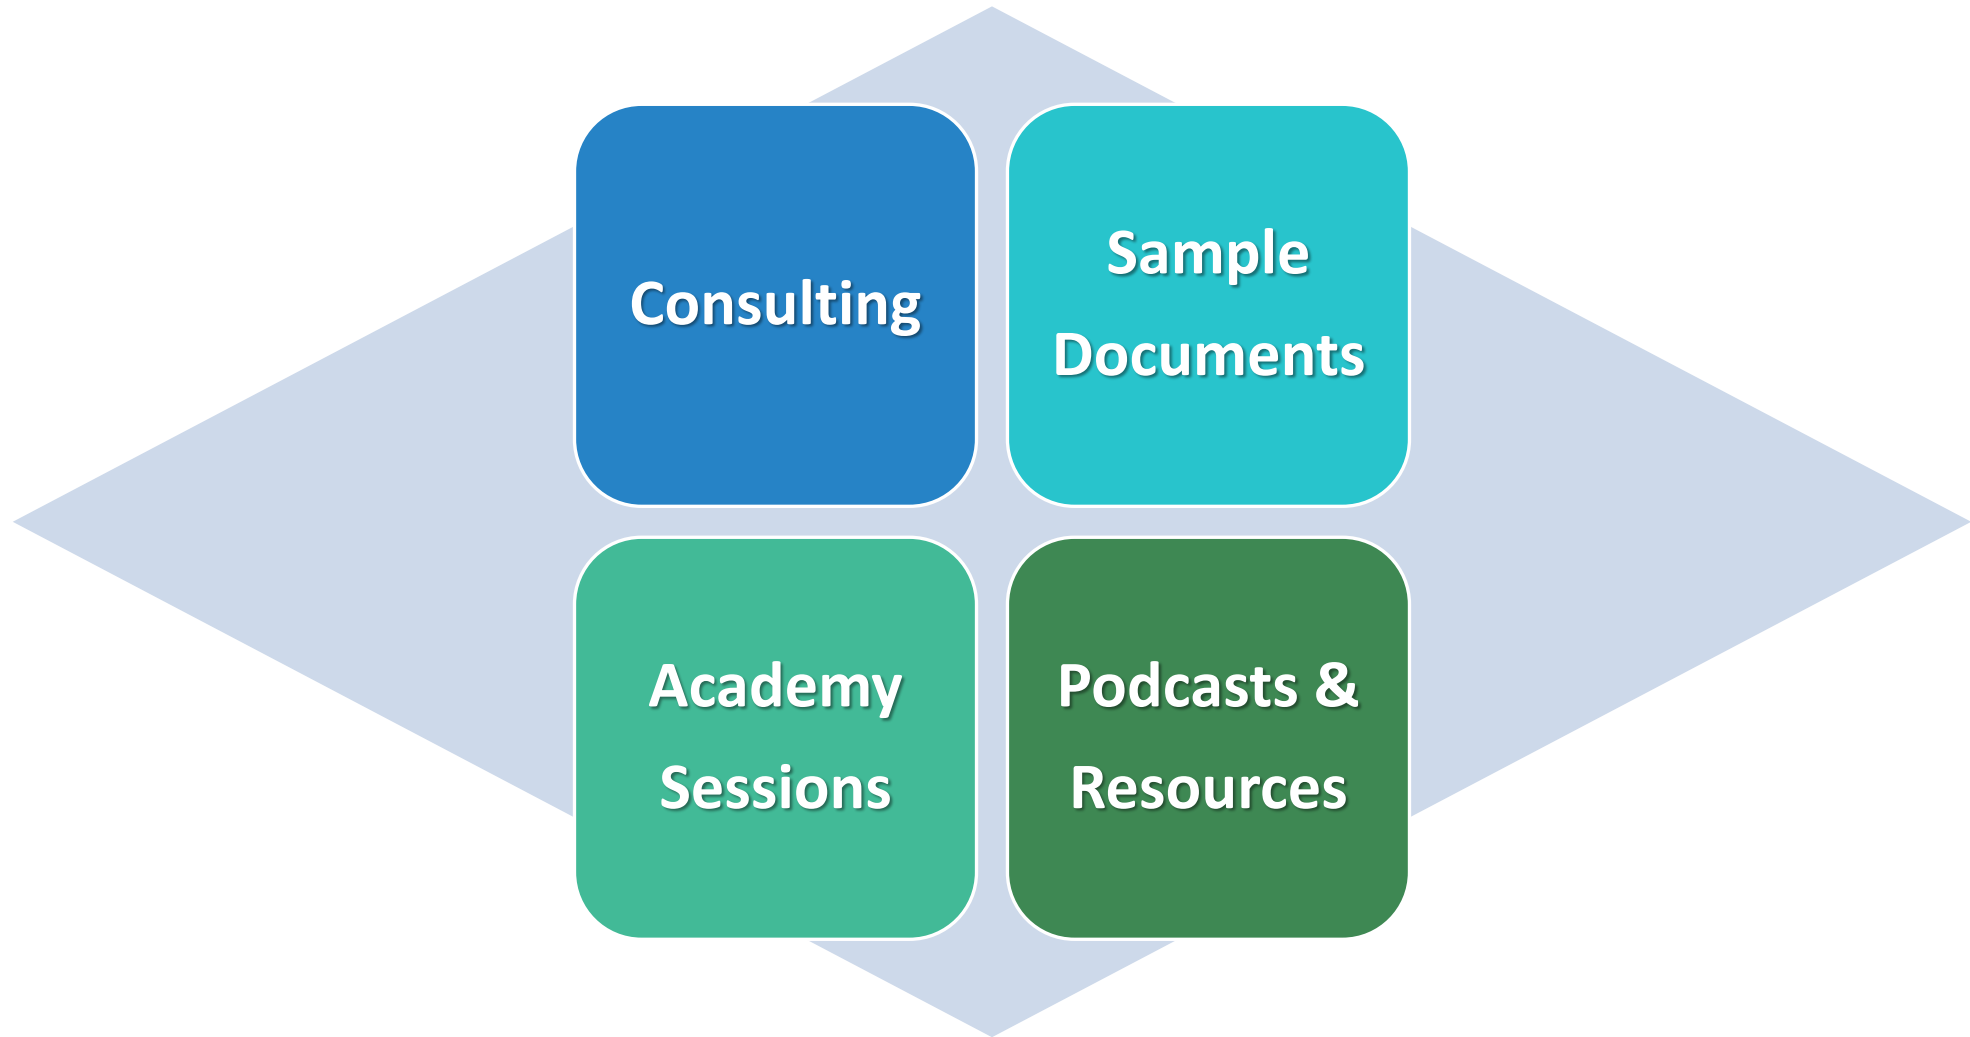 Consulting
Sample
Documents
Academy
Sessions
Podcasts &
Resources